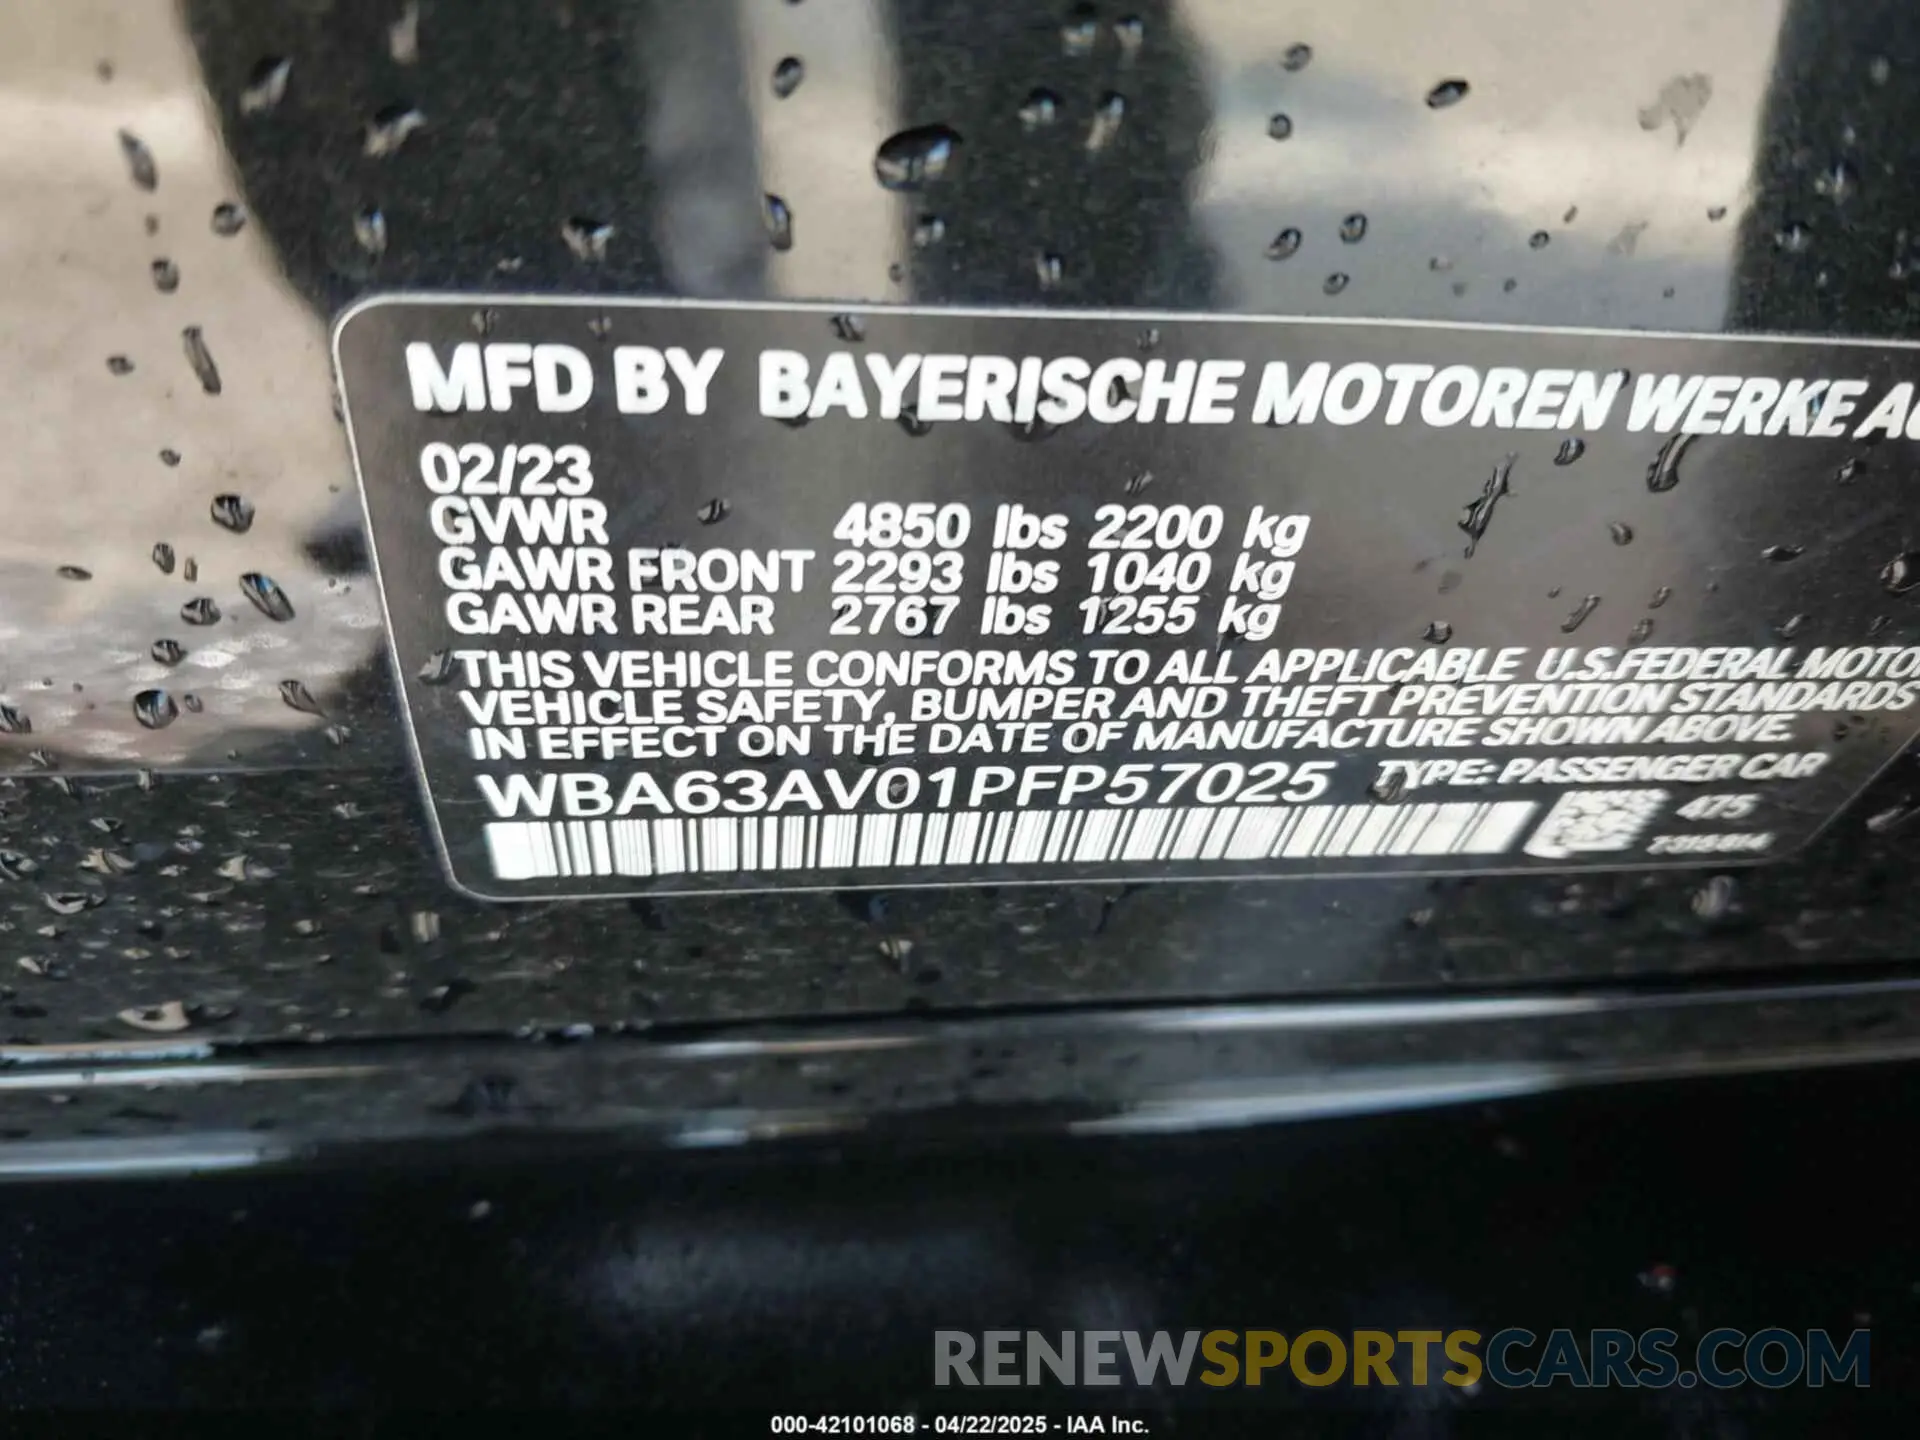 MFD BY BAYERISCHE MOTOREN WERKE
02/23
GVWR 4850 lbs 2200 kg
GAWR FRONT 2293 lbs 1040 kg
GAWR REAR 2767 lbs 1255 kg
THIS VEHICLE CONFORMS TO ALL APPLICABLE U.S.FEDERAL MOTOR
VEHICLE SAFETY, BUMPER AND THEFT PREVENTION STANDARDS
IN EFFECT ON THE DATE OF MANUFACTURE SHOWN ABOVE.
WBA63AV01PFP57025 TYPE: PASSENGER CAR
475
RENEWSPORTSCARS.COM
000-42101068 - 04/22/2025 - IAA Inc.